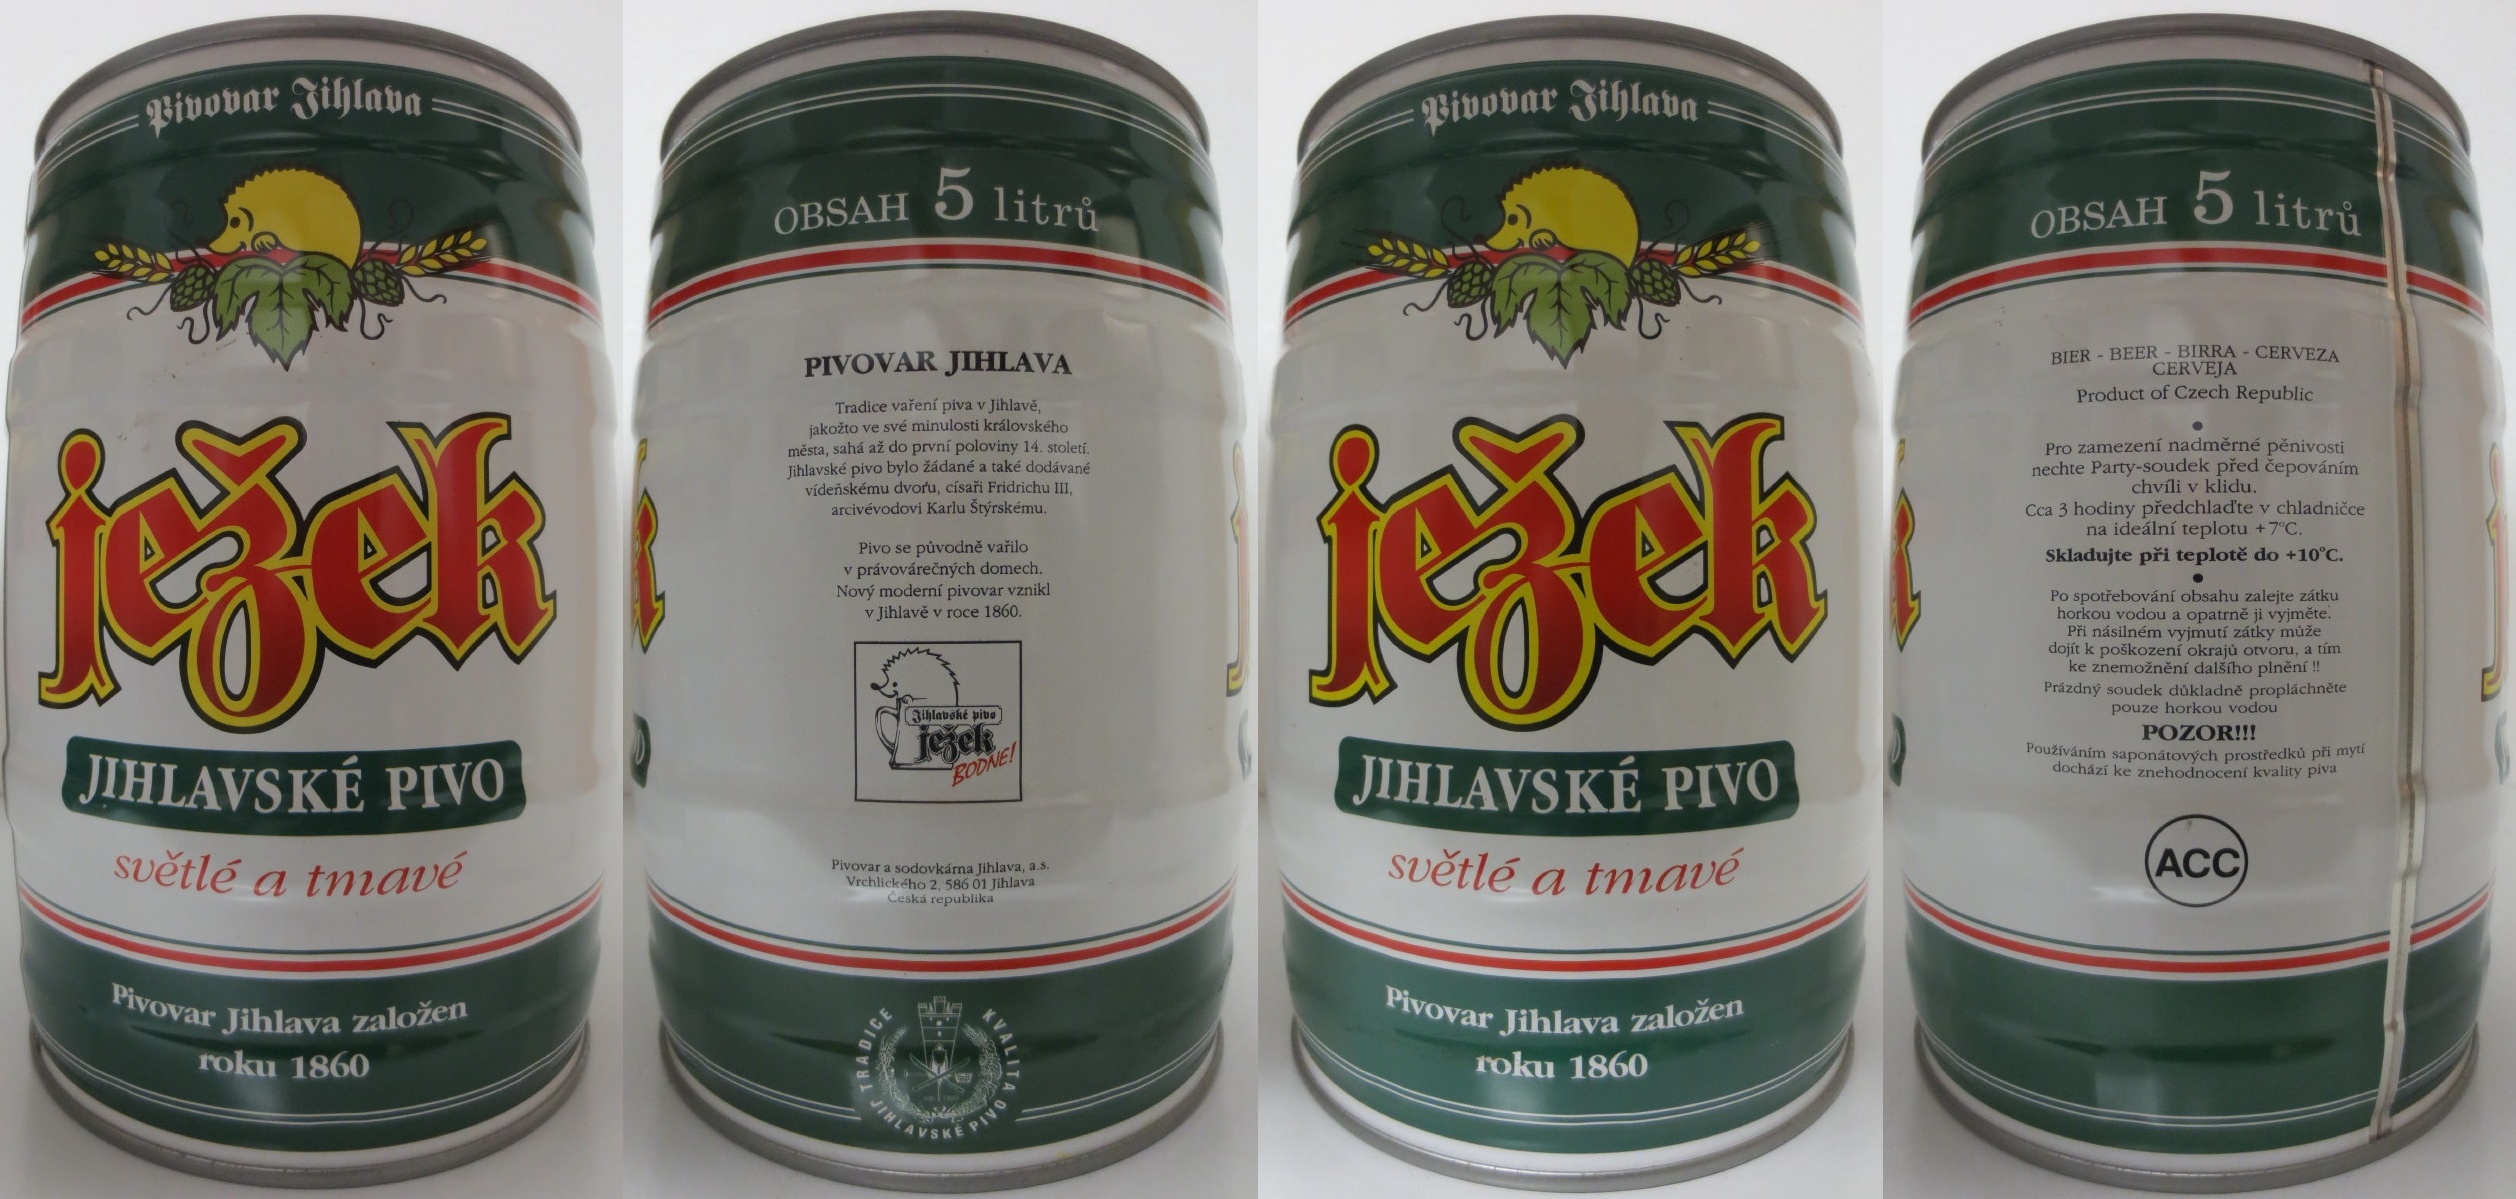 Pivovar Jihlava
ježek
JIHLAVSKÉ PIVO
světlé a tmavé
Pivovar Jihlava založen
roku 1860
OBSAH 5 litrů
PIVOVAR JIHLAVA
Tradice vaření piva v Jihlavě,
jakožto ve své minulosti královského
města, sahá až do první poloviny 14. století.
Jihlavské pivo bylo žádané a také dodávané
vídeňskému dvoru, císaři Fridrichu III,
arcivévodovi Karlu Štýrskému.
Pivo se původně vařilo
v právovárečných domech.
Nový moderní pivovar vznikl
v Jihlavě v roce 1860.
Jihlavské pivo
ježek
BODNE!
Pivovar a sodovkárna Jihlava, a.s.
Vrchlického 2, 586 01 Jihlava
Česká republika
TRADICE KVALITA
JIHLAVSKÉ PIVO
Pivovar Jihlava
ježek
JIHLAVSKÉ PIVO
světlé a tmavé
Pivovar Jihlava založen
roku 1860
OBSAH 5 litrů
BIER - BEER - BIRRA - CERVEZA
CERVEJA
Product of Czech Republic
Pro zamezení nadměrné pěnivosti
nechte Party-soudek před čepováním
chvíli v klidu.
Cca 3 hodiny předchlaďte v chladničce
na ideální teplotu +7°C.
Skladujte při teplotě do +10°C.
Po spotřebování obsahu zalejte zátku
horkou vodou a opatrně ji vyjměte.
Při násilném vyjmutí zátky může
dojít k poškození okrajů otvoru, a tím
ke znemožnění dalšího plnění !!
Prázdný soudek důkladně propláchněte
pouze horkou vodou
POZOR!!!
Používáním saponátových prostředků při mytí
dochází ke znehodnocení kvality piva
ACC